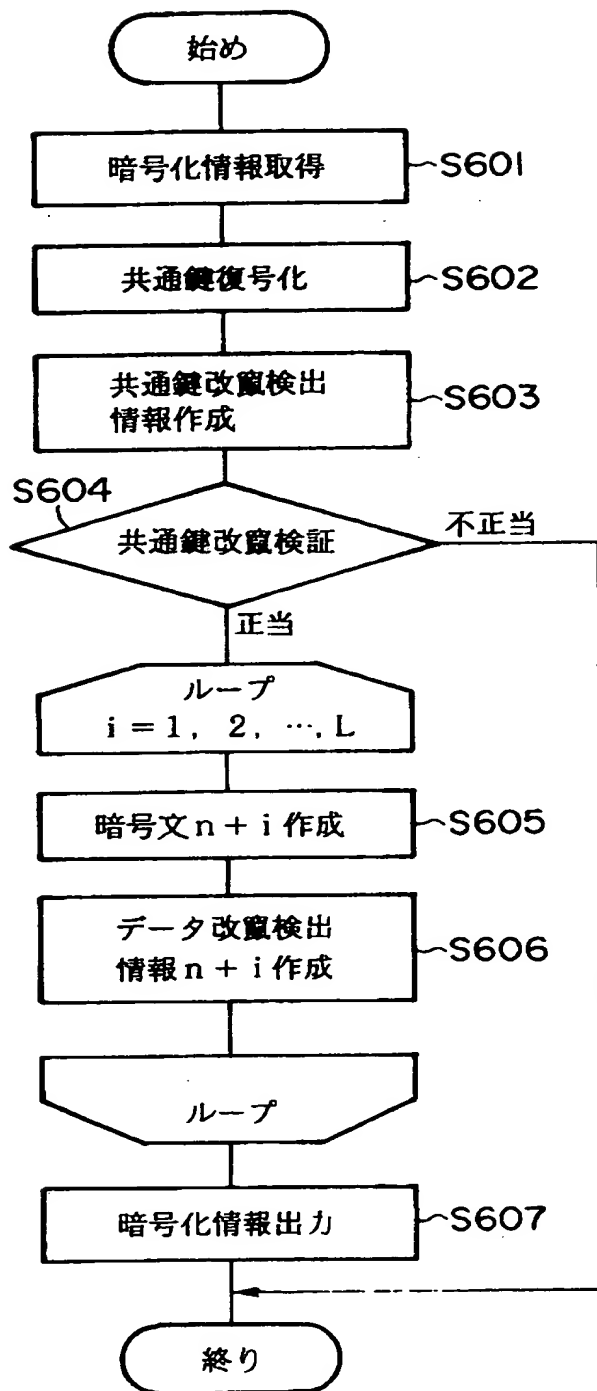 始め
暗号化情報取得 S601
共通鍵復号化 S602
共通鍵改竄検出
情報作成
S603
S604
共通鍵改竄検証
不正当
正当
ループ
i = 1, 2, …, L
暗号文 n + i 作成 S605
データ改竄検出
情報 n + i 作成
S606
ループ
暗号化情報出力 S607
終り